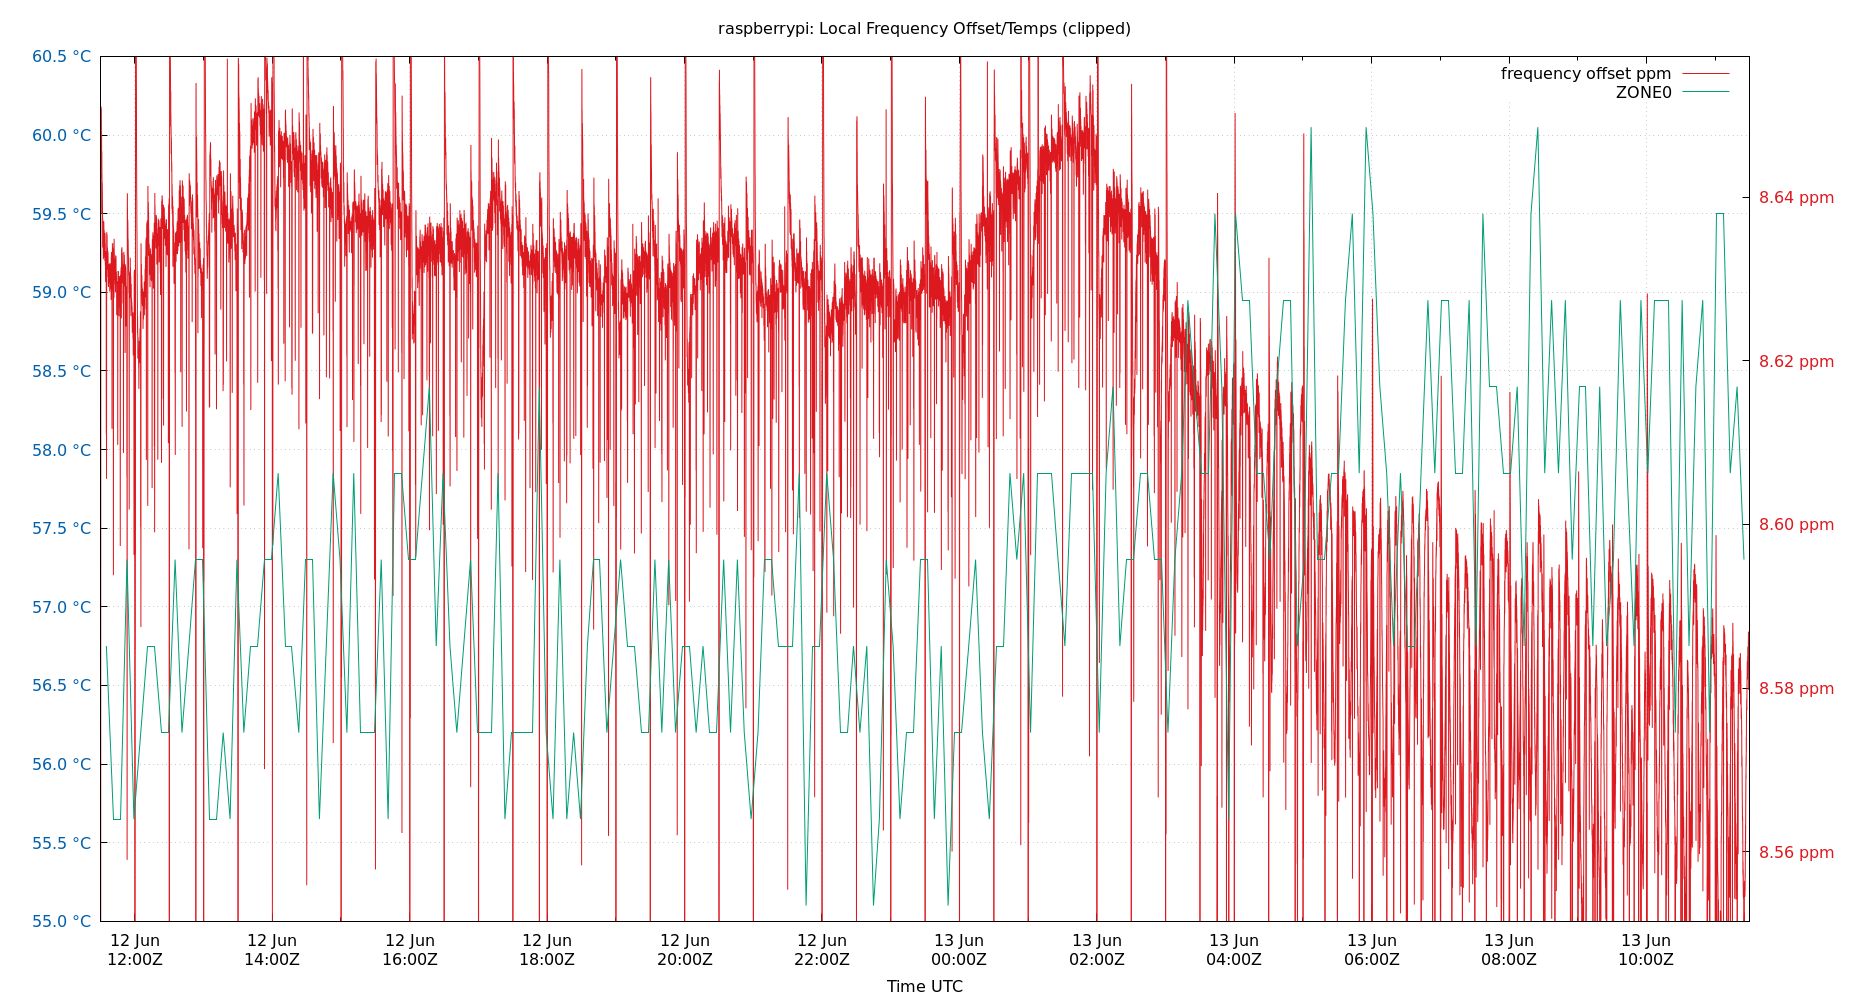 raspberrypi: Local Frequency Offset/Temps (clipped)
frequency offset ppm
ZONE0
60.5 °C
60.0 °C
59.5 °C
59.0 °C
58.5 °C
58.0 °C
57.5 °C
57.0 °C
56.5 °C
56.0 °C
55.5 °C
55.0 °C
8.64 ppm
8.62 ppm
8.60 ppm
8.58 ppm
8.56 ppm
12 Jun 12 Jun 12 Jun 12 Jun 12 Jun 12 Jun 13 Jun 13 Jun 13 Jun 13 Jun 13 Jun 13 Jun
12:00Z 14:00Z 16:00Z 18:00Z 20:00Z 22:00Z 00:00Z 02:00Z 04:00Z 06:00Z 08:00Z 10:00Z
Time UTC